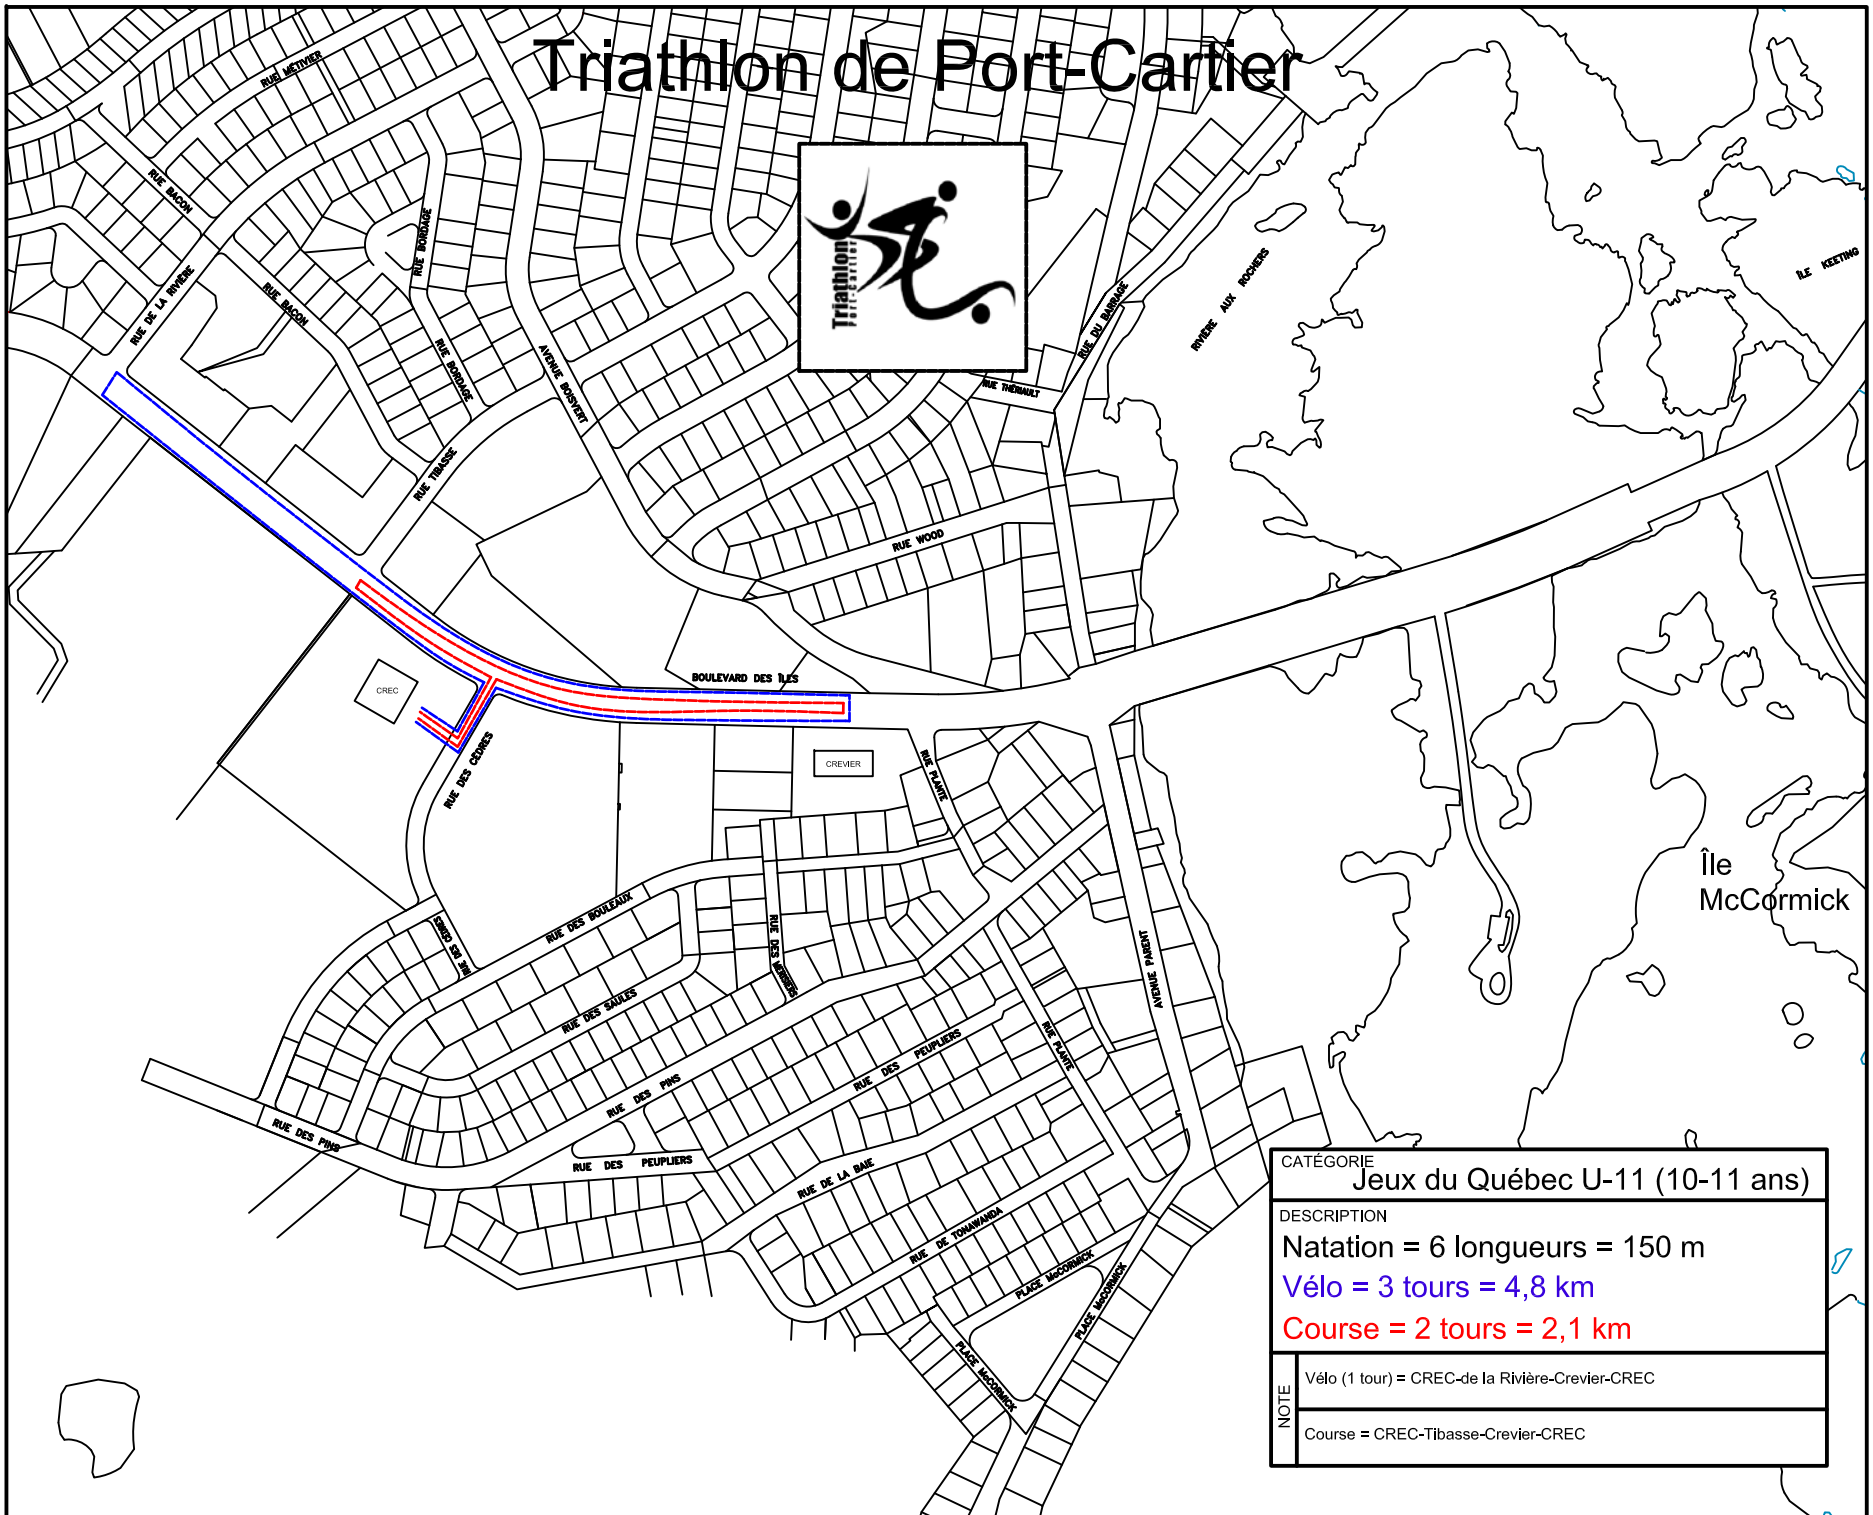 Triathlon de Port-Cartier
RUE MÉTIVIER
RUE BACON
RUE BORDAGE
RUE DE LA RIVIÈRE
RUE BACON
RUE BORDAGE
AVENUE BOISVERT
RUE TIBASSE
Triathlon
Port-Cartier
RUE DU BARRAGE
RUE THÉRIAULT
RIVIÈRE AUX ROCHERS
ÎLE KEETING
RUE WOOD
BOULEVARD DES ÎLES
CREC
RUE DES CÈDRES
CREVIER
RUE PLANTE
RUE DES CÈDRES
RUE DES BOULEAUX
RUE DES MERISIERS
RUE DES SAULES
AVENUE PARENT
Île
McCormick
RUE PLANTE
RUE DES PEUPLIERS
RUE DES PINS
RUE DES PINS
RUE DES PEUPLIERS
RUE DE LA BAIE
RUE DE TONAWANDA
PLACE McCORMICK
PLACE McCORMICK
PLACE McCORMICK
CATÉGORIE
Jeux du Québec U-11 (10-11 ans)
DESCRIPTION
Natation = 6 longueurs = 150 m
Vélo = 3 tours = 4,8 km
Course = 2 tours = 2,1 km
NOTE
Vélo (1 tour) = CREC-de la Rivière-Crevier-CREC
Course = CREC-Tibasse-Crevier-CREC